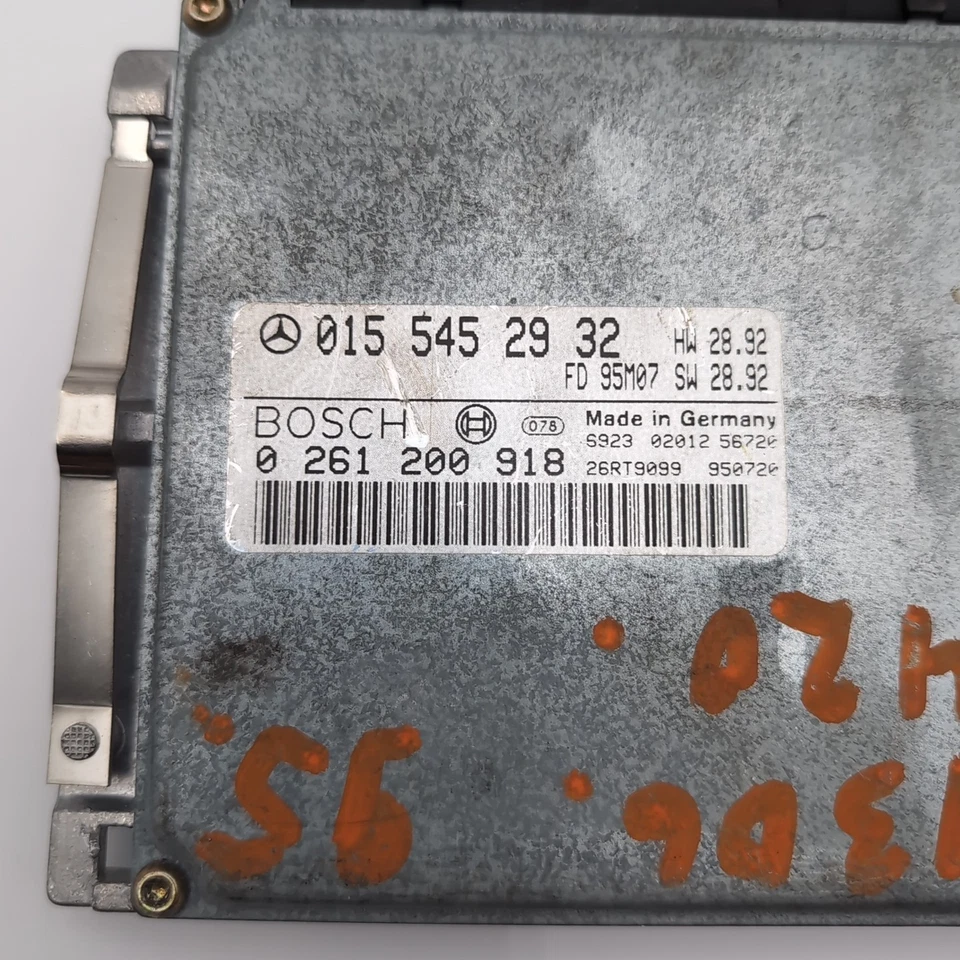 015 545 29 32 HW 28.92
FD 95M07 SW 28.92
BOSCH 078 Made in Germany
S923 02012 56720
0 261 200 918 26RT9099 950720